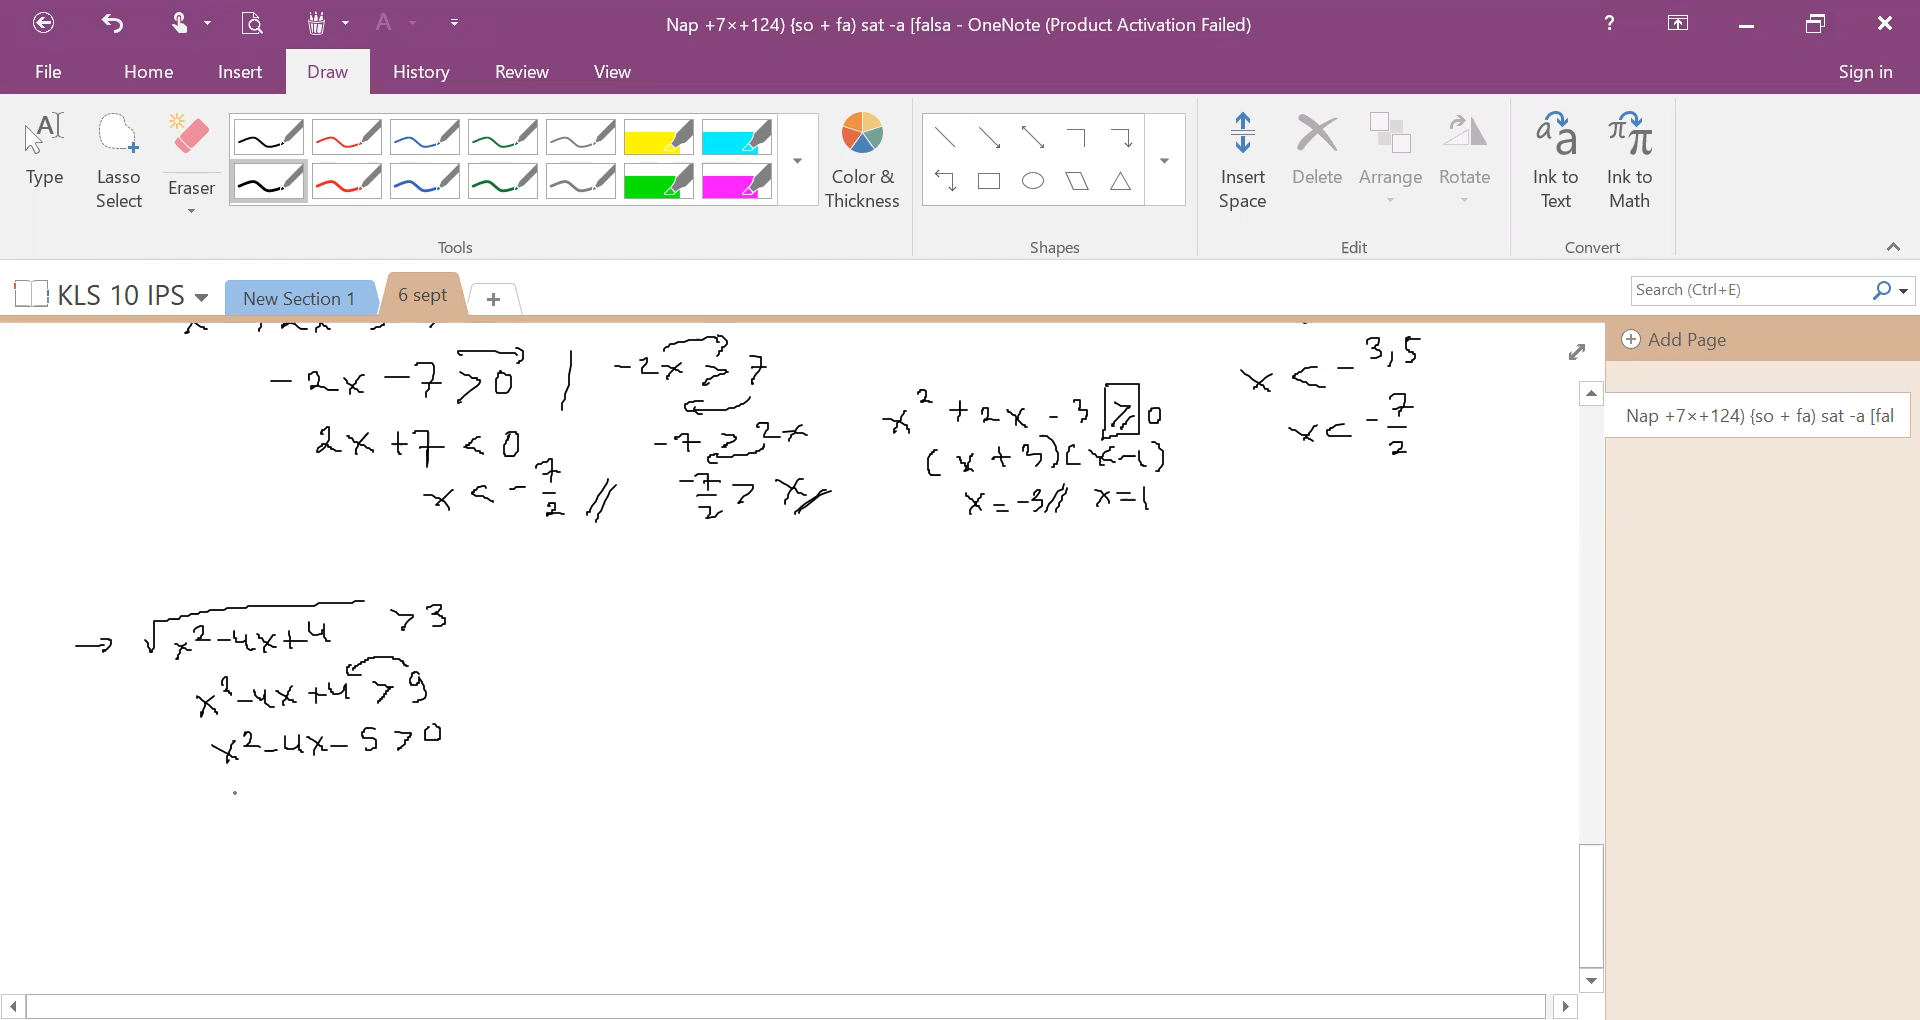 Nap +7×+124) {so + fa) sat -a [falsa - OneNote (Product Activation Failed)
?
File Home Insert Draw History Review View
Sign in
Type
Lasso Select
Eraser
Color & Thickness
Insert Space
Delete
Arrange
Rotate
Ink to Text
Ink to Math
Tools
Shapes
Edit
Convert
KLS 10 IPS
New Section 1
6 sept
+
Search (Ctrl+E)
Add Page
Nap +7×+124) {so + fa) sat -a [fal
-2x -7 > 0
2x +7 < 0
x < -7/2 //
-2x ≥ 7
-7 ≥ 2x
-7/2 > x //
x² + 2x - 3 ≥ 0
(x + 3)(x-1)
x = -3// x=1
x < -3,5
x < -7/2
→ √x²-4x+4 > 3
x²-4x+4 > 9
x²-4x-5 > 0